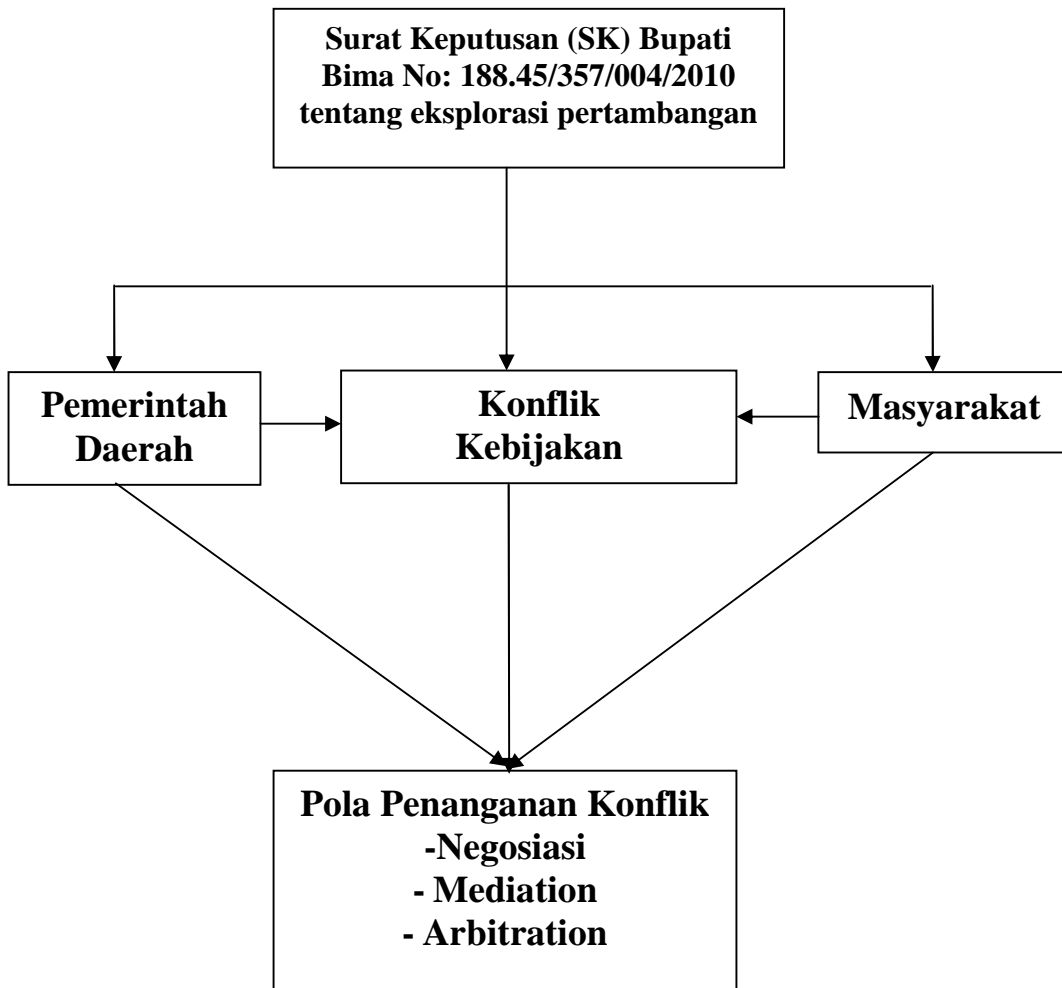 Surat Keputusan (SK) Bupati
Bima No: 188.45/357/004/2010
tentang eksplorasi pertambangan
Pemerintah
Daerah
Konflik
Kebijakan
Masyarakat
Pola Penanganan Konflik
-Negosiasi
- Mediation
- Arbitration